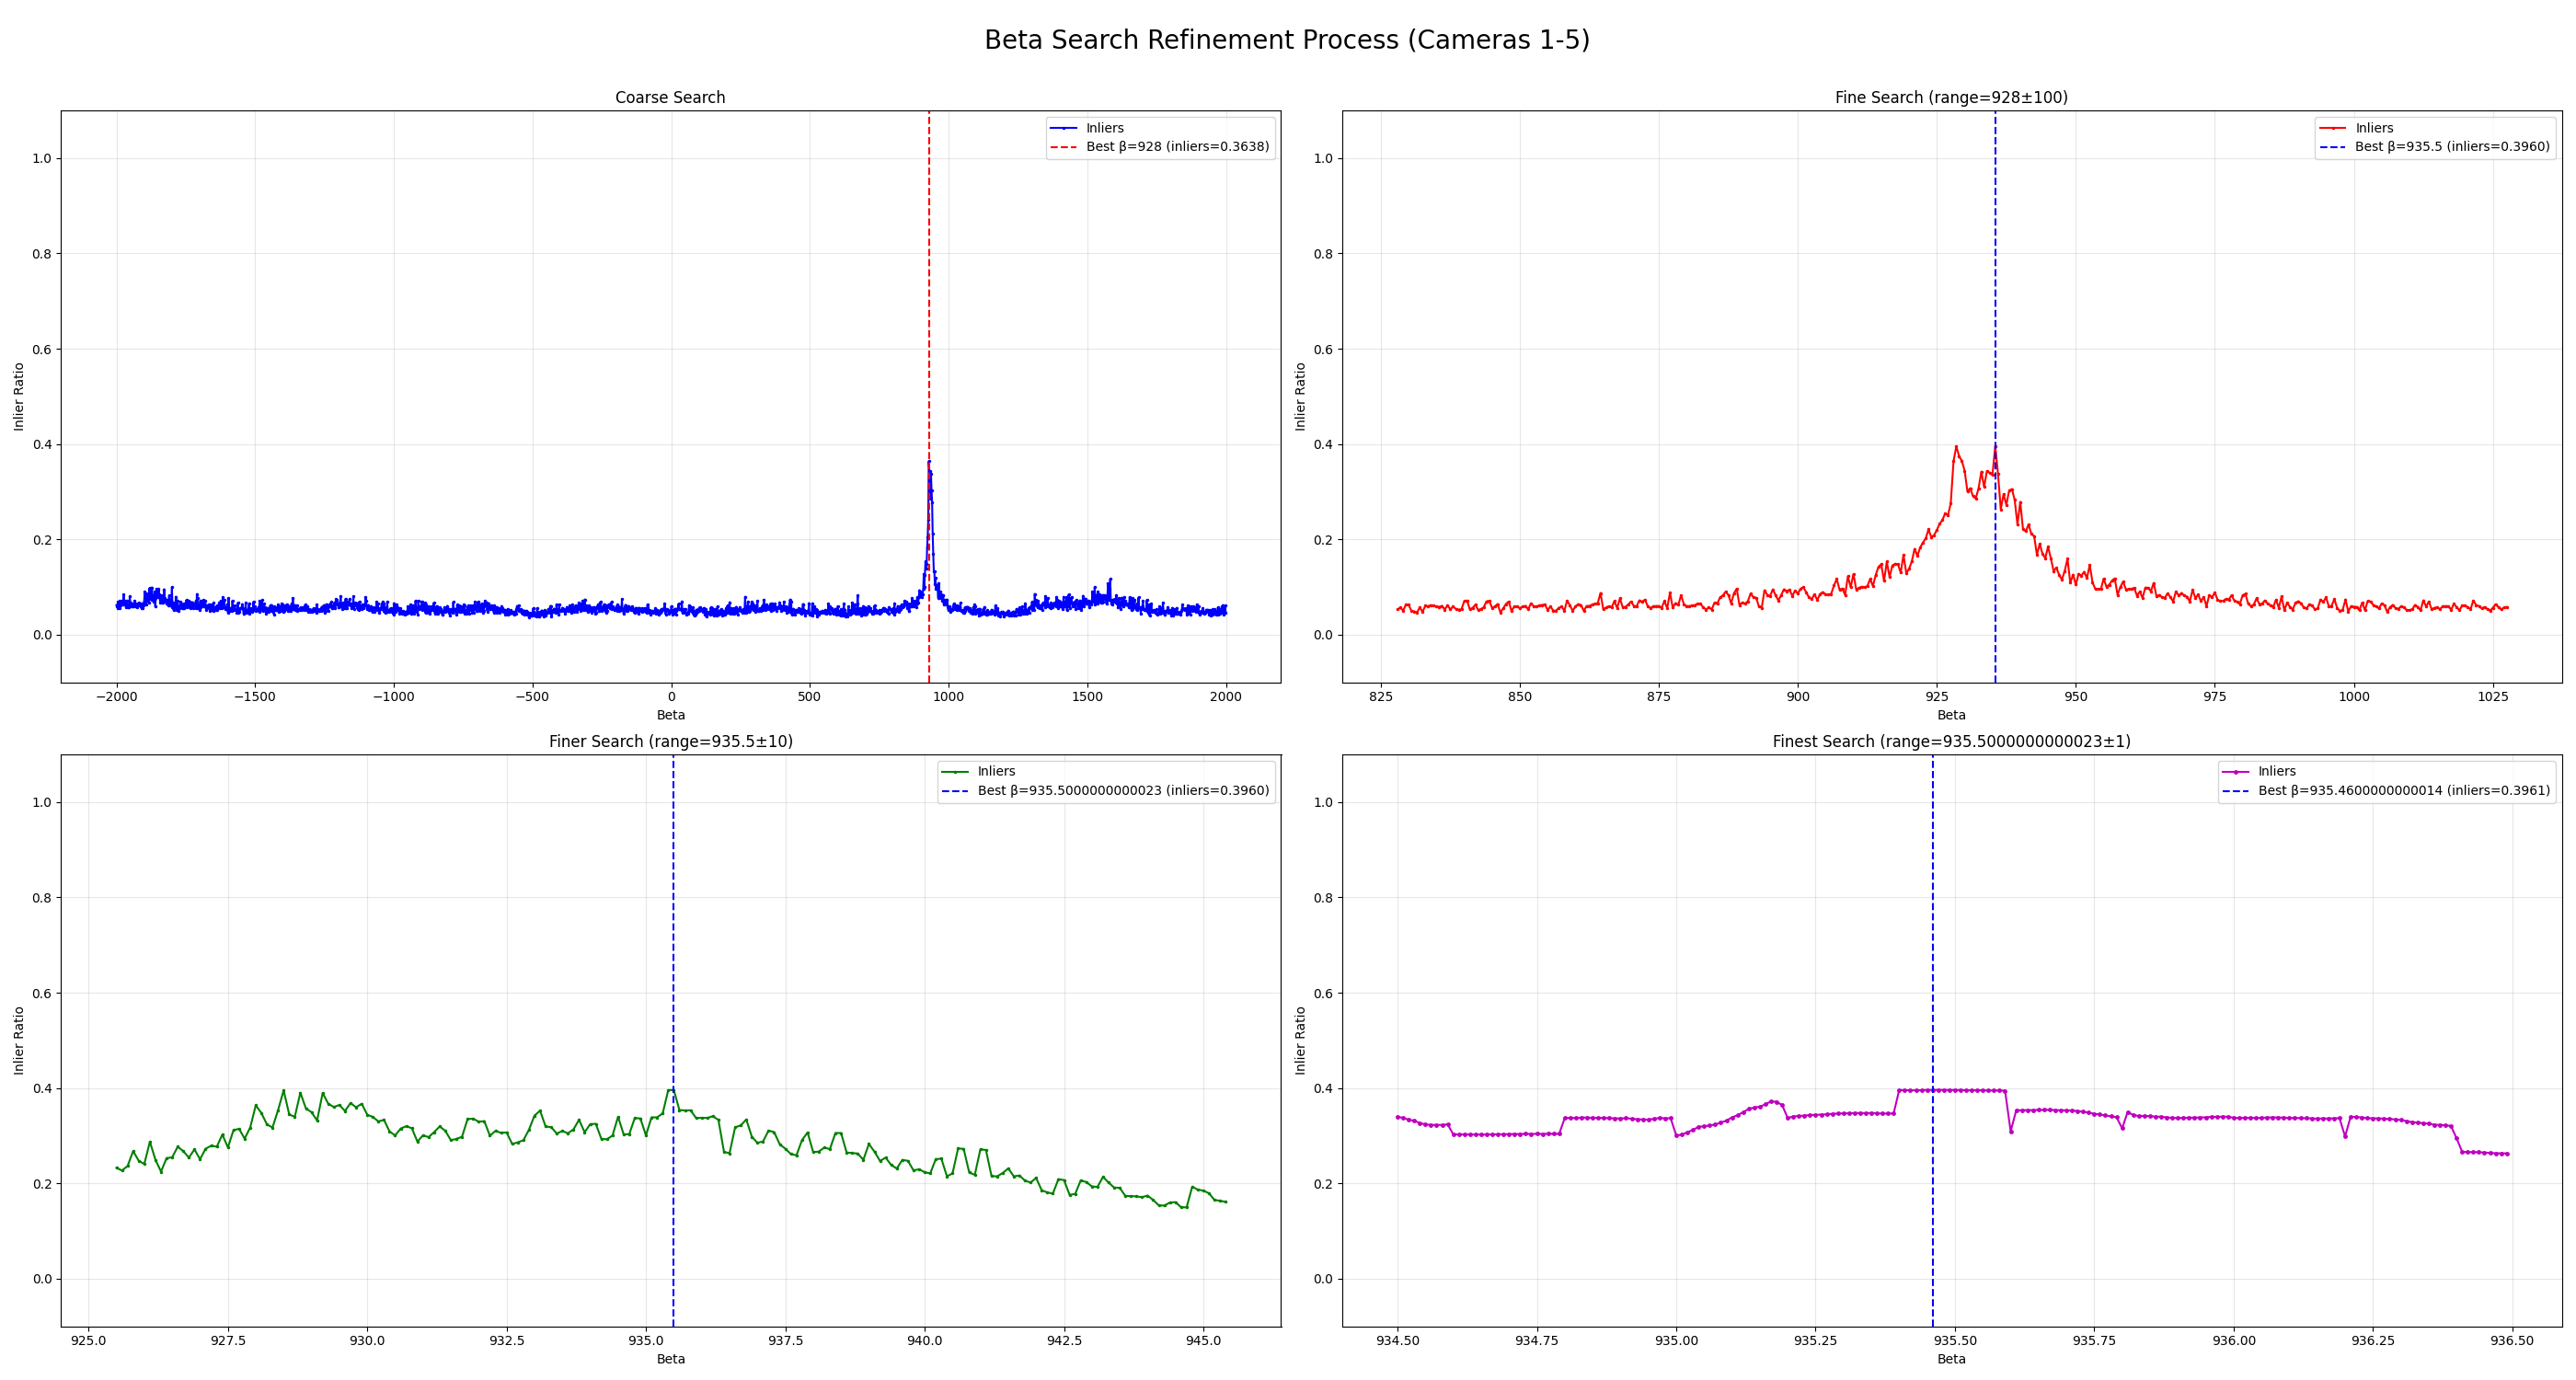 Beta Search Refinement Process (Cameras 1-5)
Coarse Search
Inliers
Best β=928 (inliers=0.3638)
Inlier Ratio
1.0
0.8
0.6
0.4
0.2
0.0
−2000 −1500 −1000 −500 0 500 1000 1500 2000
Beta
Fine Search (range=928±100)
Inliers
Best β=935.5 (inliers=0.3960)
Inlier Ratio
1.0
0.8
0.6
0.4
0.2
0.0
825 850 875 900 925 950 975 1000 1025
Beta
Finer Search (range=935.5±10)
Inliers
Best β=935.5000000000023 (inliers=0.3960)
Inlier Ratio
1.0
0.8
0.6
0.4
0.2
0.0
925.0 927.5 930.0 932.5 935.0 937.5 940.0 942.5 945.0
Beta
Finest Search (range=935.5000000000023±1)
Inliers
Best β=935.4600000000014 (inliers=0.3961)
Inlier Ratio
1.0
0.8
0.6
0.4
0.2
0.0
934.50 934.75 935.00 935.25 935.50 935.75 936.00 936.25 936.50
Beta